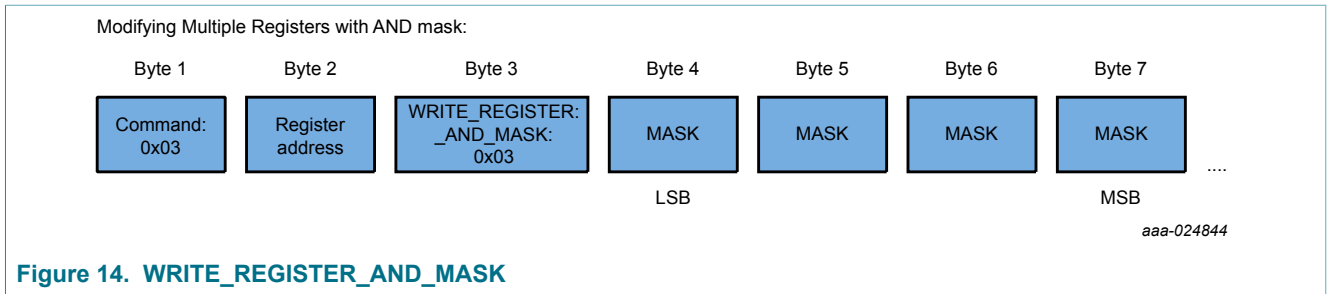 Modifying Multiple Registers with AND mask:
Byte 1 Byte 2 Byte 3 Byte 4 Byte 5 Byte 6 Byte 7
Command:
0x03
Register
address
WRITE_REGISTER:
_AND_MASK:
0x03
MASK
MASK
MASK
MASK
....
LSB MSB
aaa-024844
Figure 14. WRITE_REGISTER_AND_MASK